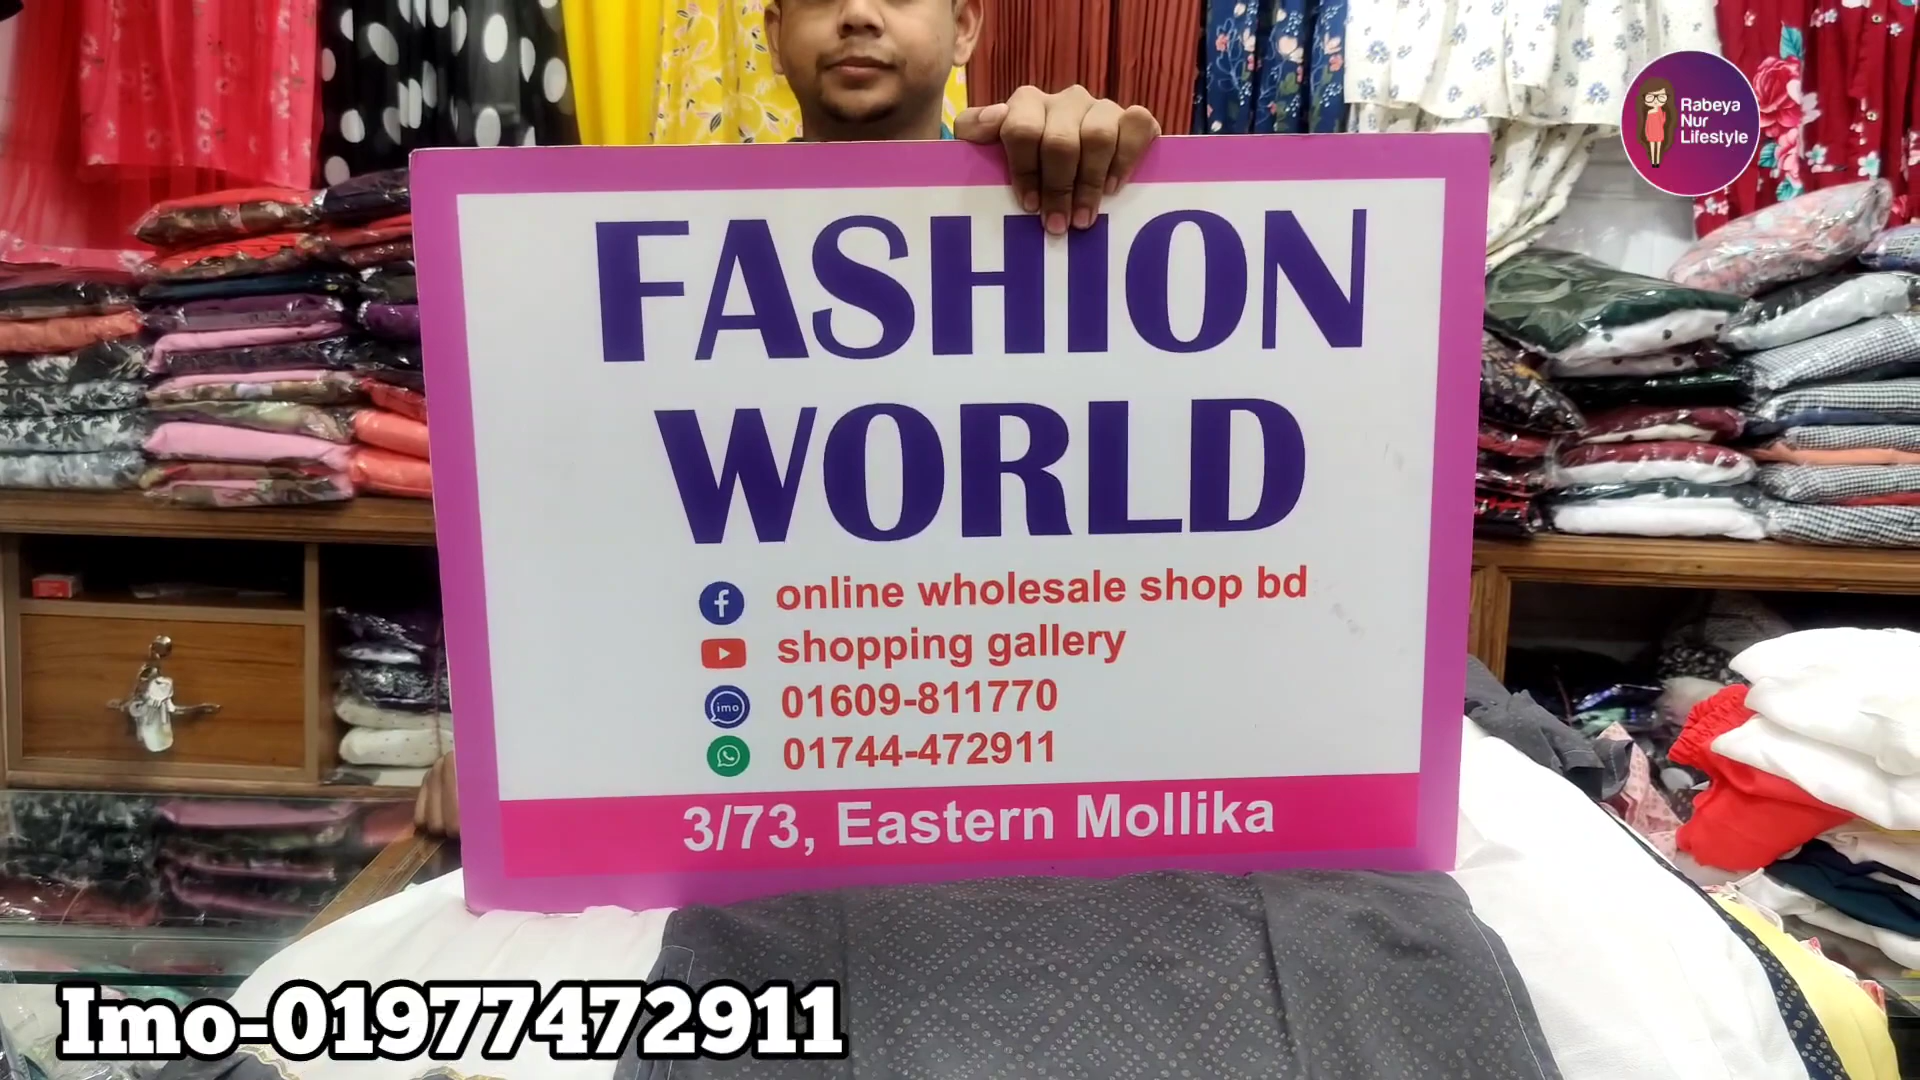 Rabeya
Nur
Lifestyle
FASHION
WORLD
online wholesale shop bd
shopping gallery
imo 01609-811770
01744-472911
3/73, Eastern Mollika
Imo-01977472911